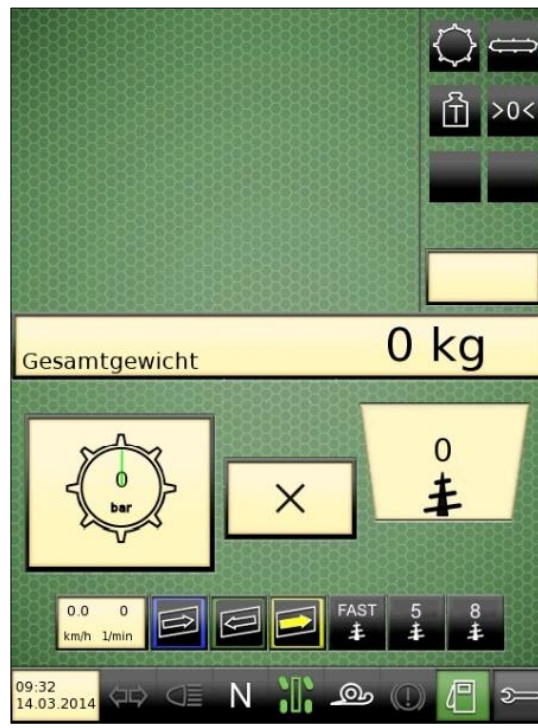 T
>0<
0 kg
Gesamtgewicht
0
bar
0
0.0 0
km/h 1/min
FAST 5 8
09:32
14.03.2014
N